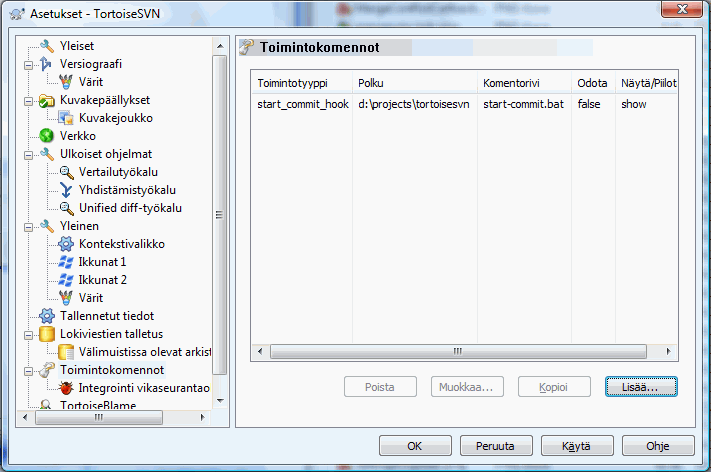 Asetukset - TortoiseSVN
Yleiset
Versiograafi
Värit
Kuvakepäällykset
Kuvakejoukko
Verkko
Ulkoiset ohjelmat
Vertailutyökalu
Yhdistämistyökalu
Unified diff-työkalu
Yleinen
Kontekstivalikko
Ikkunat 1
Ikkunat 2
Värit
Tallennetut tiedot
Lokiviestien talletus
Välimuistissa olevat arkist
Toimintokomennot
Integrointi vikaseurantao
TortoiseBlame
Toimintokomennot
Toimintotyyppi Polku Komentorivi Odota Näytä/Piilot
start_commit_hook d:\projects\tortoisesvn start-commit.bat false show
Poista Muokkaa... Kopioi Lisää...
OK Peruuta Käytä Ohje